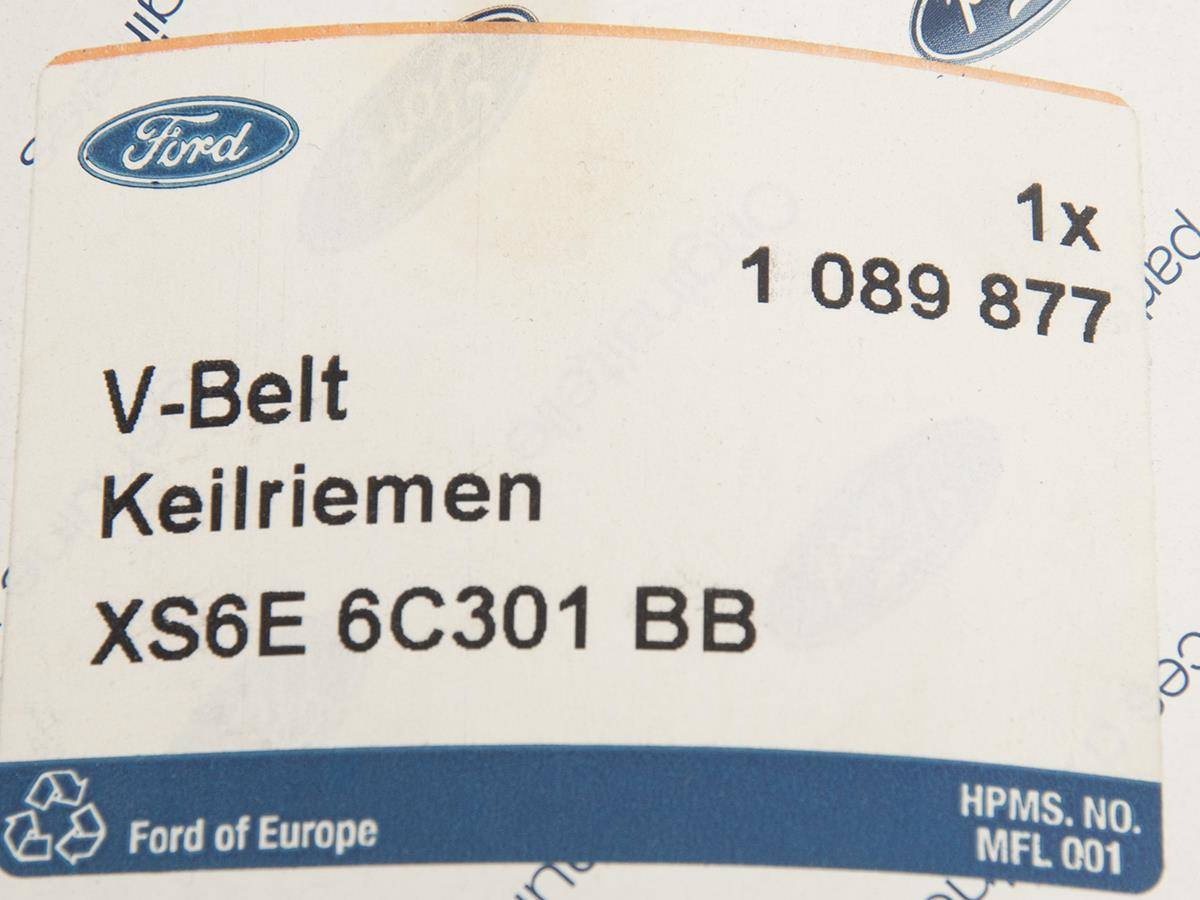 Ford
1x
1 089 877
V-Belt
Keilriemen
XS6E 6C301 BB
Ford of Europe
HPMS. NO.
MFL 001